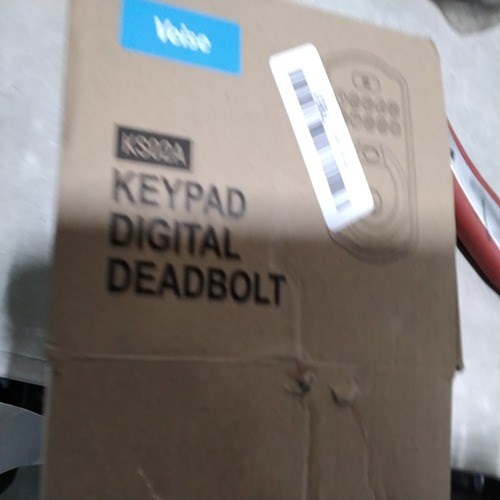 Veise
KS02A
KEYPAD
DIGITAL
DEADBOLT